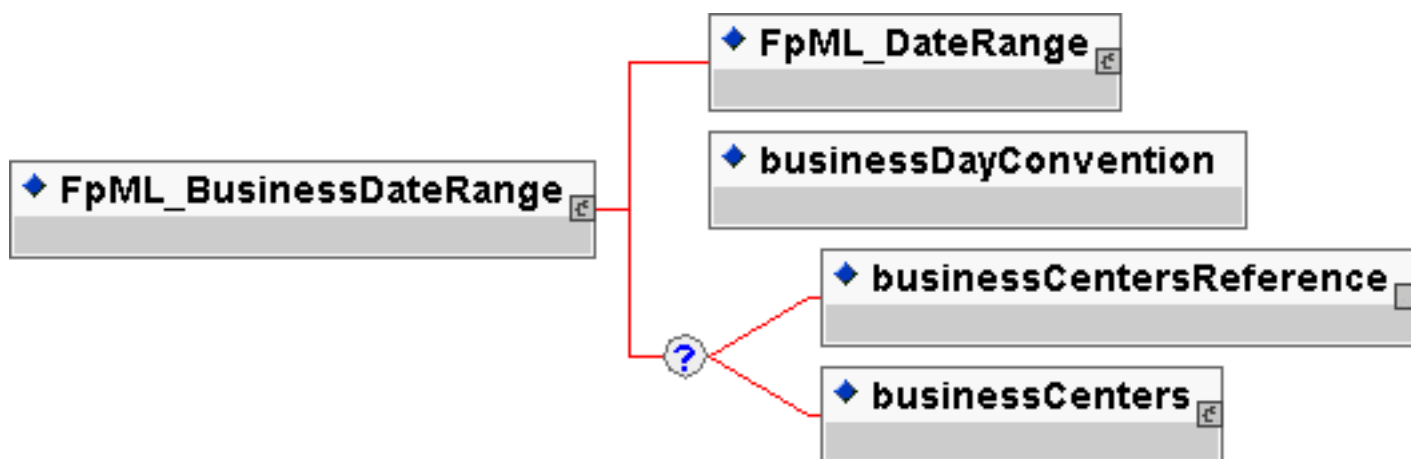 FpML_DateRange
businessDayConvention
FpML_BusinessDateRange
businessCentersReference
?
businessCenters